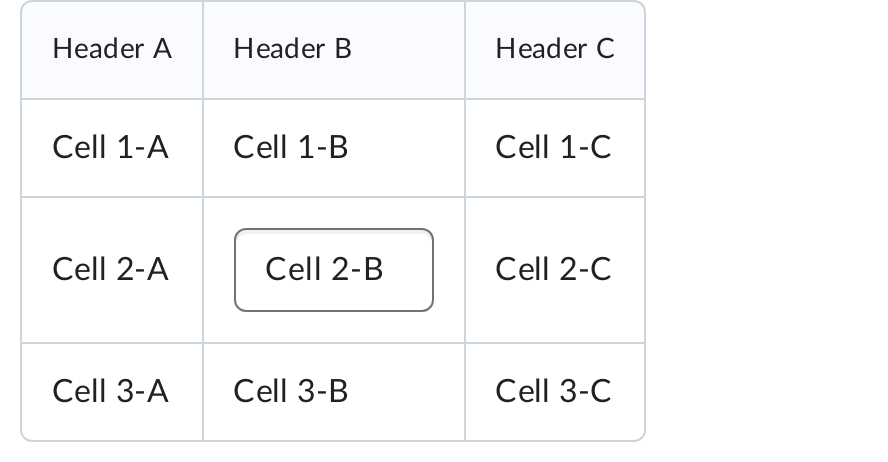 Header A Header B Header C
Cell 1-A Cell 1-B Cell 1-C
Cell 2-A Cell 2-B Cell 2-C
Cell 3-A Cell 3-B Cell 3-C